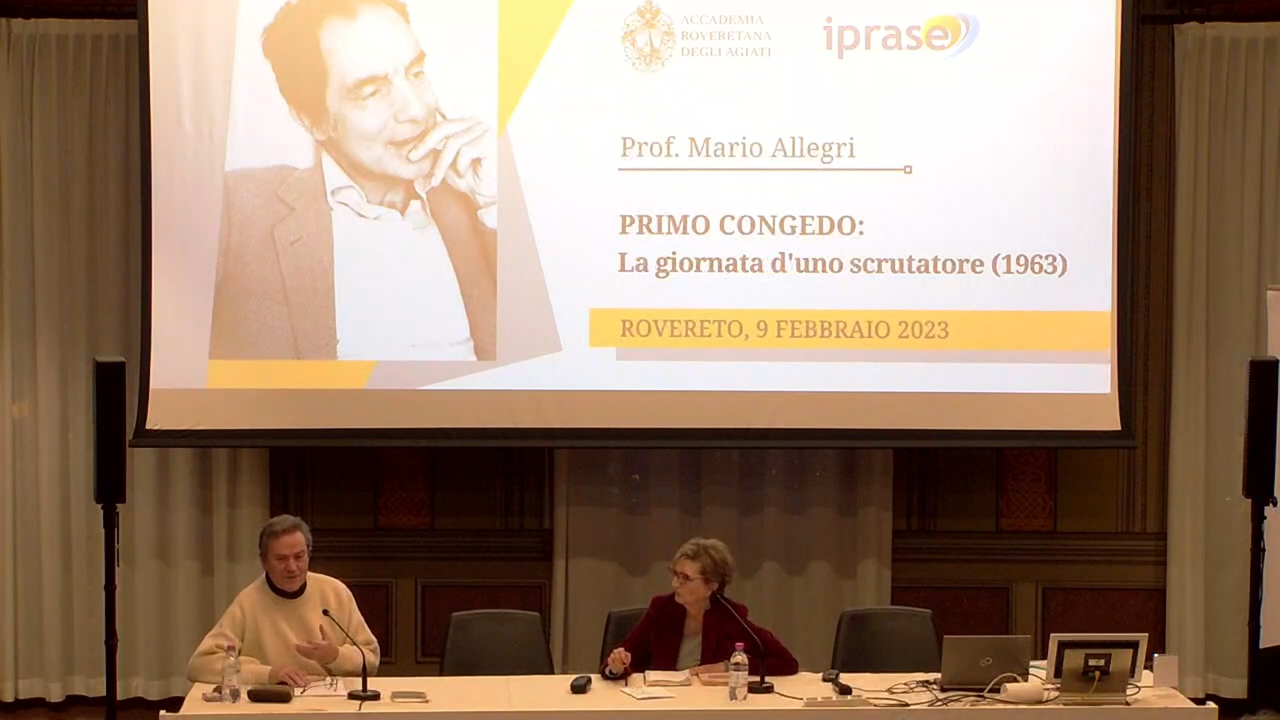 ACCADEMIA
ROVERETANA
DEGLI AGIATI
iprase
Prof. Mario Allegri
PRIMO CONGEDO:
La giornata d'uno scrutatore (1963)
ROVERETO, 9 FEBBRAIO 2023